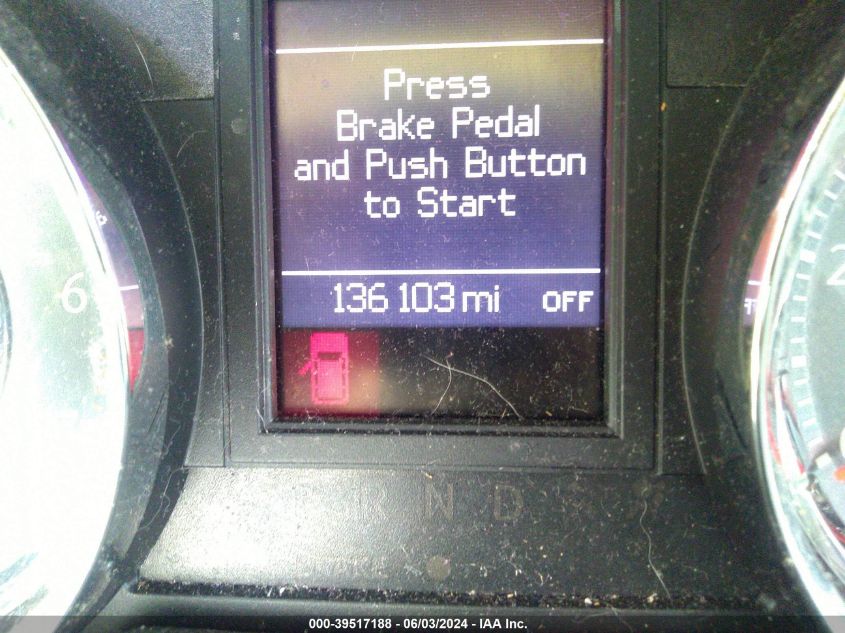 Press
Brake Pedal
and Push Button
to Start
136 103 mi OFF
6
2
R N D
000-39517188 - 06/03/2024 - IAA Inc.